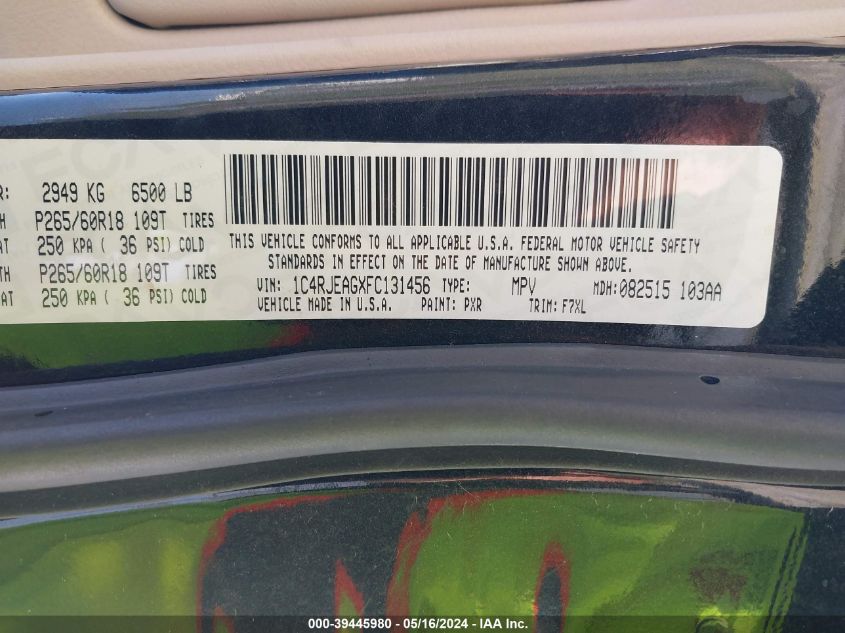 R: 2949 KG 6500 LB
H P265/60R18 109T TIRES
AT 250 KPA ( 36 PSI) COLD
TH P265/60R18 109T TIRES
AT 250 KPA ( 36 PSI) COLD
THIS VEHICLE CONFORMS TO ALL APPLICABLE U.S.A. FEDERAL MOTOR VEHICLE SAFETY
STANDARDS IN EFFECT ON THE DATE OF MANUFACTURE SHOWN ABOVE.
VIN: 1C4RJEAGXFC131456 TYPE: MPV MDH:082515 103AA
VEHICLE MADE IN U.S.A. PAINT: PXR TRIM: F7XL
000-39445980 - 05/16/2024 - IAA Inc.